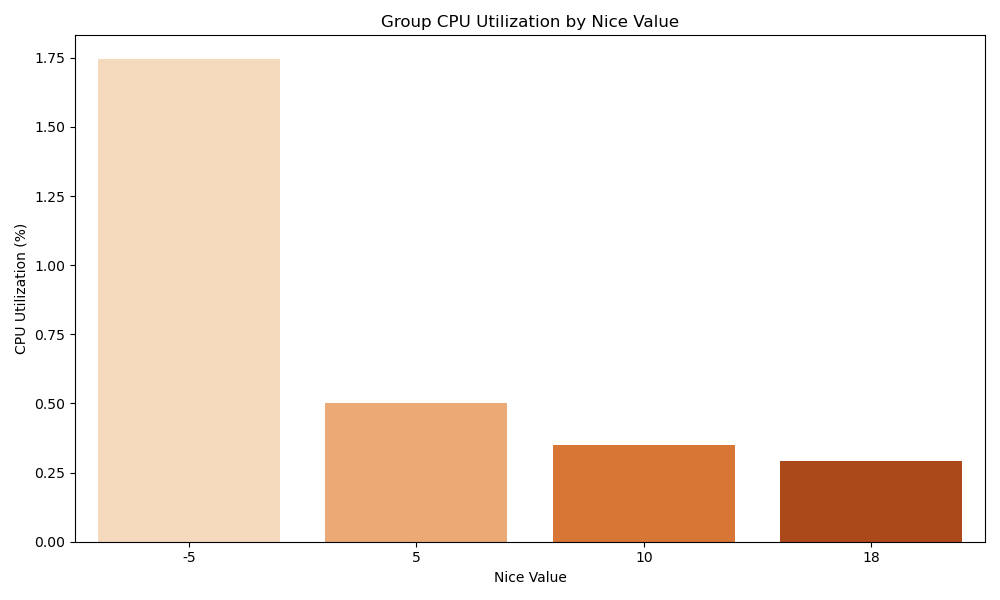 Group CPU Utilization by Nice Value
CPU Utilization (%)
1.75
1.50
1.25
1.00
0.75
0.50
0.25
0.00
-5 5 10 18
Nice Value